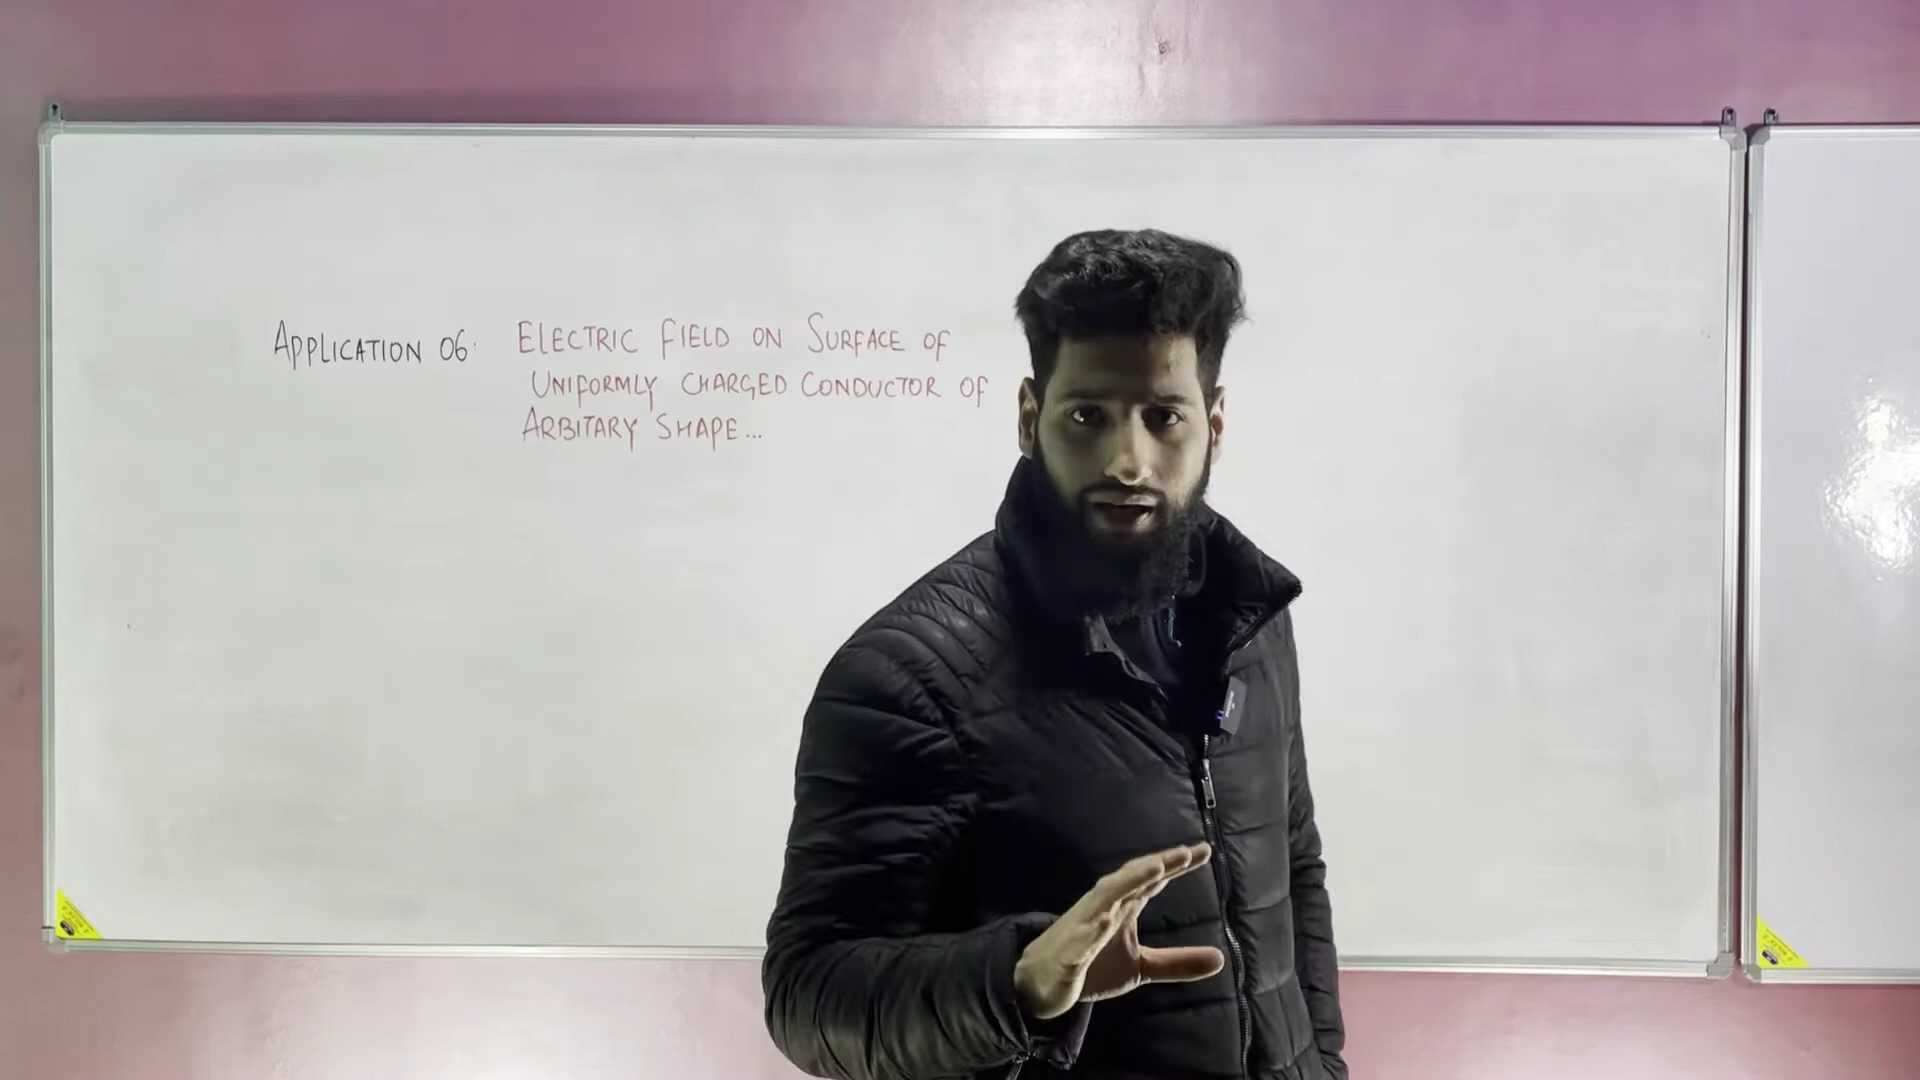 APPLICATION 06. ELECTRIC FIELD ON SURFACE OF
UNIFORMLY CHARGED CONDUCTOR OF
ARBITARY SHAPE...